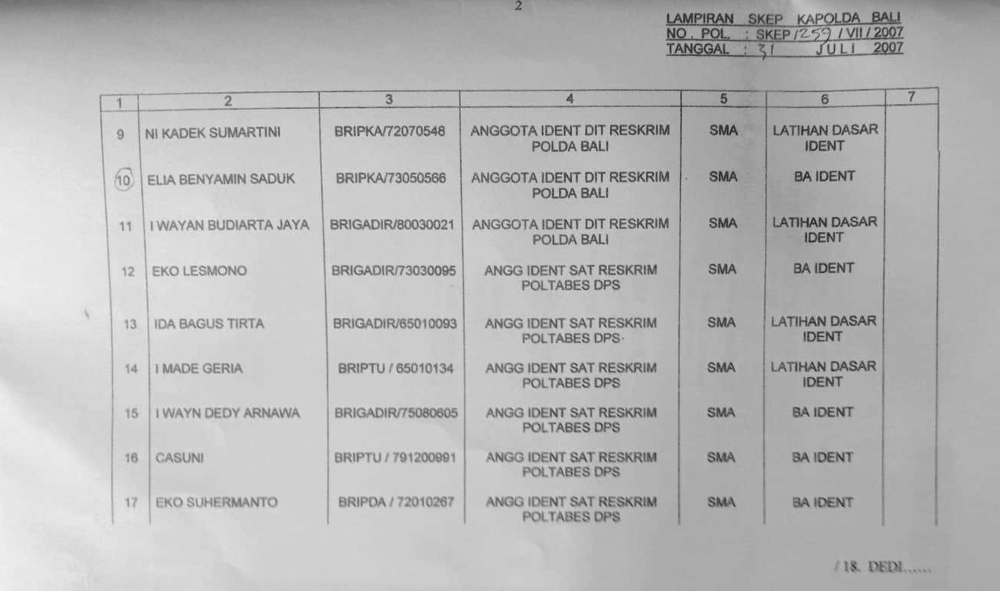 2
LAMPIRAN SKEP KAPOLDA BALI
NO. POL. : SKEP/259/VII/2007
TANGGAL : 31 JULI 2007
1 2 3 4 5 6 7
9 NI KADEK SUMARTINI BRIPKA/72070548 ANGGOTA IDENT DIT RESKRIM SMA LATIHAN DASAR
POLDA BALI IDENT
10 ELIA BENYAMIN SADUK BRIPKA/73050566 ANGGOTA IDENT DIT RESKRIM SMA BA IDENT
POLDA BALI
11 I WAYAN BUDIARTA JAYA BRIGADIR/80030021 ANGGOTA IDENT DIT RESKRIM SMA LATIHAN DASAR
POLDA BALI IDENT
12 EKO LESMONO BRIGADIR/73030095 ANGG IDENT SAT RESKRIM SMA BA IDENT
POLTABES DPS
13 IDA BAGUS TIRTA BRIGADIR/65010093 ANGG IDENT SAT RESKRIM SMA LATIHAN DASAR
POLTABES DPS IDENT
14 I MADE GERIA BRIPTU / 65010134 ANGG IDENT SAT RESKRIM SMA LATIHAN DASAR
POLTABES DPS IDENT
15 I WAYN DEDY ARNAWA BRIGADIR/75080605 ANGG IDENT SAT RESKRIM SMA BA IDENT
POLTABES DPS
16 CASUNI BRIPTU / 791200991 ANGG IDENT SAT RESKRIM SMA BA IDENT
POLTABES DPS
17 EKO SUHERMANTO BRIPDA / 72010267 ANGG IDENT SAT RESKRIM SMA BA IDENT
POLTABES DPS
/ 18. DEDI......